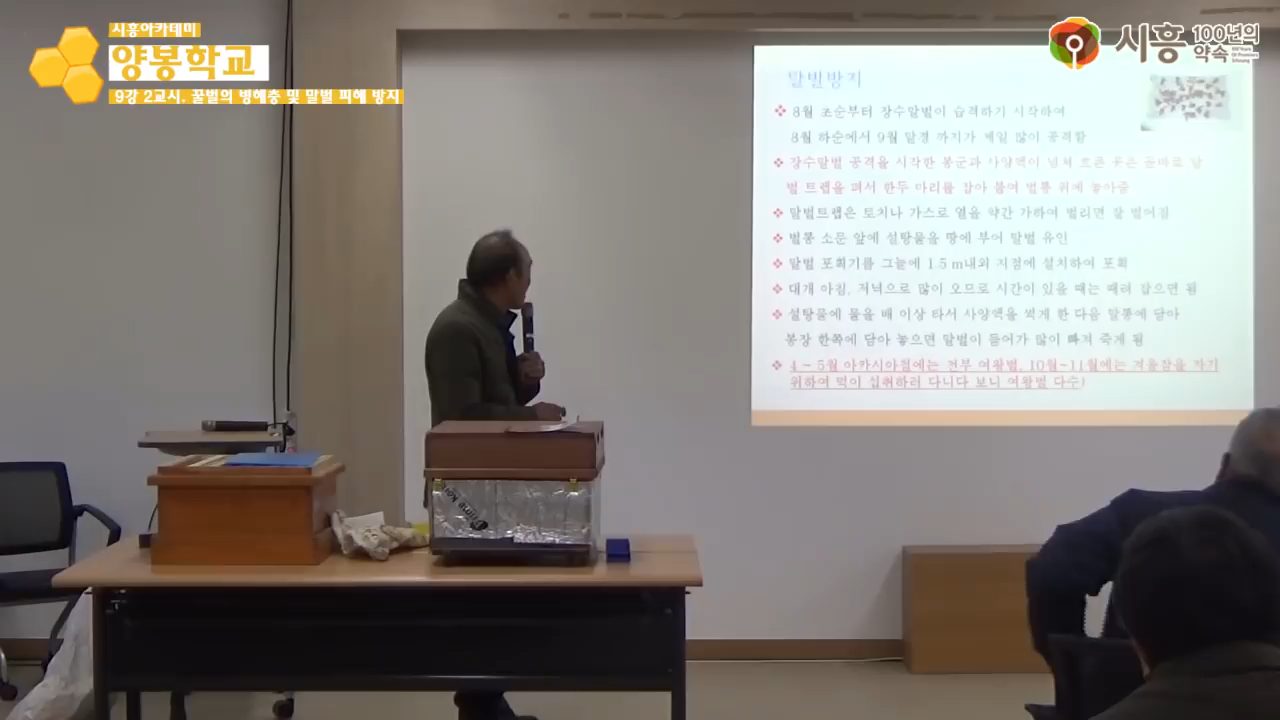 시흥아카데미
양봉학교
9강 2교시. 꿀벌의 병해충 및 말벌 피해 방지
시흥 100년의 약속
말벌방지
8월 초순부터 장수말벌이 습격하기 시작하여
8월 하순에서 9월 말경 까지가 제일 많이 공격함
장수말벌 공격을 시작한 봉군과 사양액이 넘쳐 흐른 곳은 올바로 말
벌 트랩을 펴서 한두 마리를 잡아 붙여 벌통 위에 놓아줌
말벌트랩은 토치나 가스로 열을 약간 가하여 벌리면 잘 벌어짐
벌통 소문 앞에 설탕물을 땅에 부어 말벌 유인
말벌 포획기를 그늘에 1.5 m내외 지점에 설치하여 포획
대개 아침, 저녁으로 많이 오므로 시간이 있을 때는 때려 잡으면 됨
설탕물에 물을 배 이상 타서 사양액을 썩게 한 다음 말통에 담아
봉장 한쪽에 담아 놓으면 말벌이 들어가 많이 빠져 죽게 됨
4 ~ 5월 아카시아점에는 전부 여왕벌, 10월~11월에는 겨울잠을 자기
위하여 먹이 섭취하러 다니다 보니 여왕벌 다수!